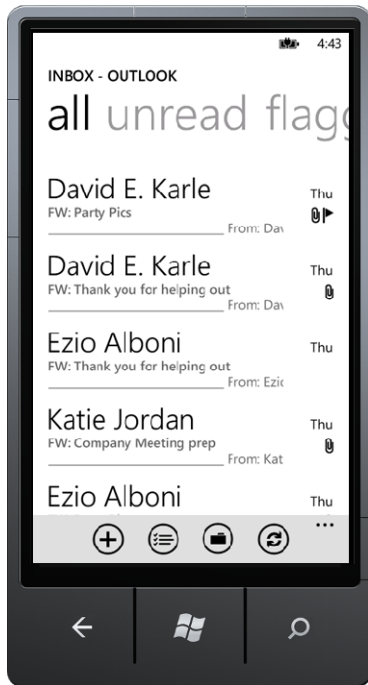 4:43
INBOX - OUTLOOK
all unread flagg
David E. Karle Thu
FW: Party Pics
From: Dav
David E. Karle Thu
FW: Thank you for helping out
From: Dav
Ezio Alboni Thu
FW: Thank you for helping out
From: Ezic
Katie Jordan Thu
FW: Company Meeting prep
From: Kat
Ezio Alboni Thu